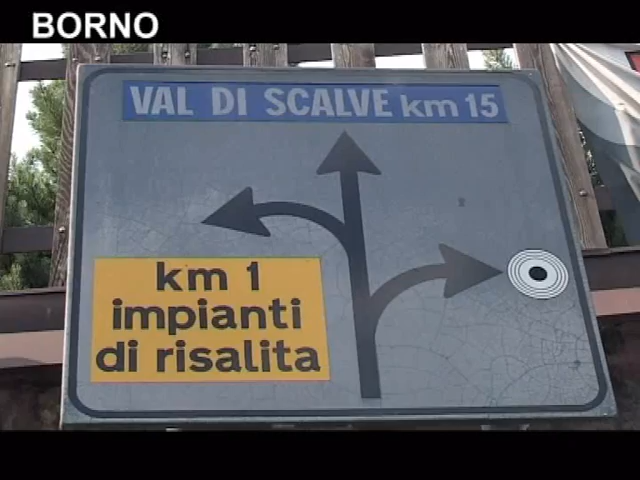 BORNO
VAL DI SCALVE km 15
km 1
impianti
di risalita